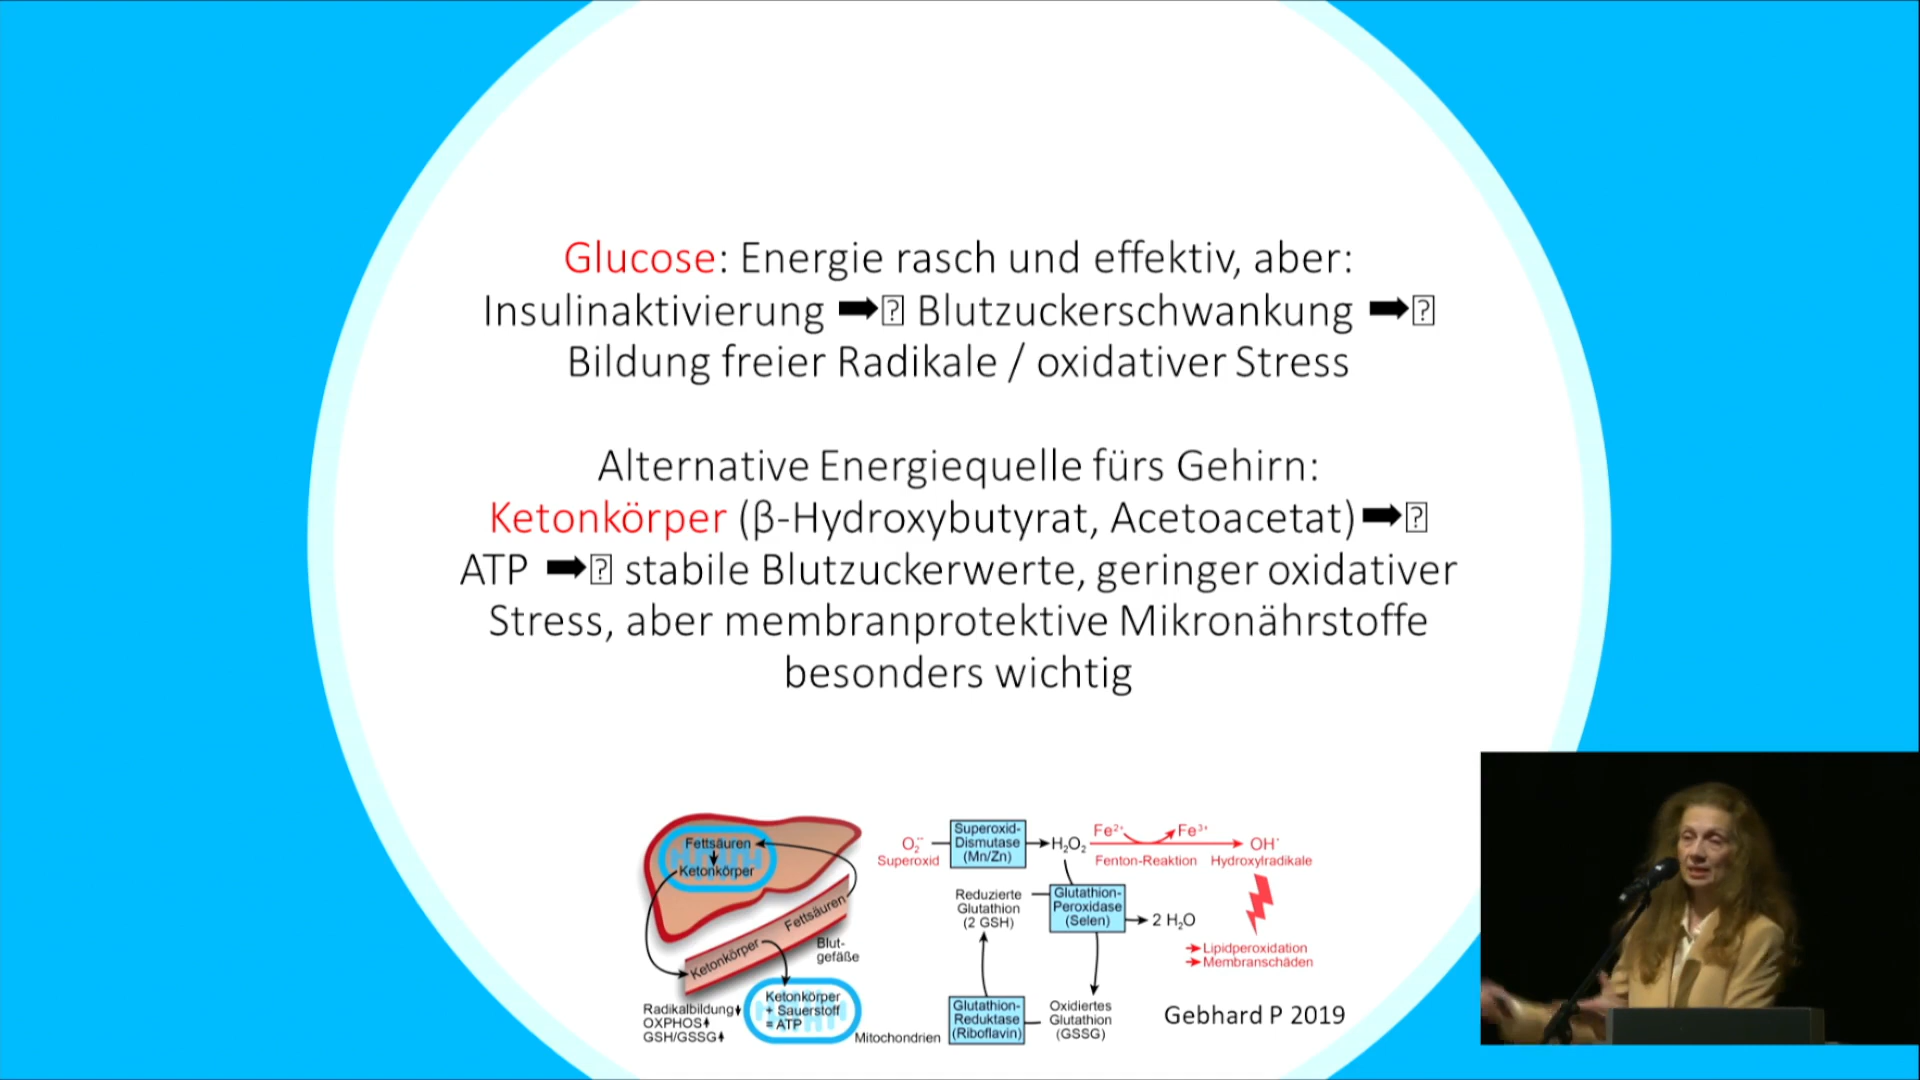 Glucose: Energie rasch und effektiv, aber:
Insulinaktivierung ➡ Blutzuckerschwankung ➡
Bildung freier Radikale / oxidativer Stress
Alternative Energiequelle fürs Gehirn:
Ketonkörper (β-Hydroxybutyrat, Acetoacetat)➡
ATP ➡ stabile Blutzuckerwerte, geringer oxidativer
Stress, aber membranprotektive Mikronährstoffe
besonders wichtig
Fettsäuren
Ketonkörper
Fettsäuren
Ketonkörper
Blut-
gefäße
Ketonkörper
+ Sauerstoff
= ATP
Mitochondrien
Radikalbildung↓
OXPHOS↑
GSH/GSSG↑
O₂⁻
Superoxid
Superoxid-
Dismutase
(Mn/Zn)
H₂O₂
Fe²⁺
Fe³⁺
Fenton-Reaktion
OH·
Hydroxylradikale
Reduzierte
Glutathion
(2 GSH)
Glutathion-
Peroxidase
(Selen)
2 H₂O
Lipidperoxidation
Membranschäden
Glutathion-
Reduktase
(Riboflavin)
Oxidiertes
Glutathion
(GSSG)
Gebhard P 2019